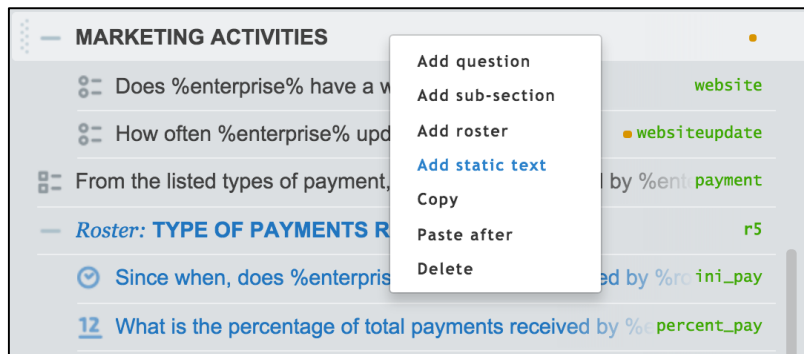 MARKETING ACTIVITIES
Add question
Does %enterprise% have a w
website
Add sub-section
How often %enterprise% upd
websiteupdate
Add roster
From the listed types of payment,
by %ent
payment
Add static text
Copy
Roster: TYPE OF PAYMENTS R
r5
Paste after
Since when, does %enterpris
ed by %ro
ini_pay
Delete
12 What is the percentage of total payments received by %e
percent_pay